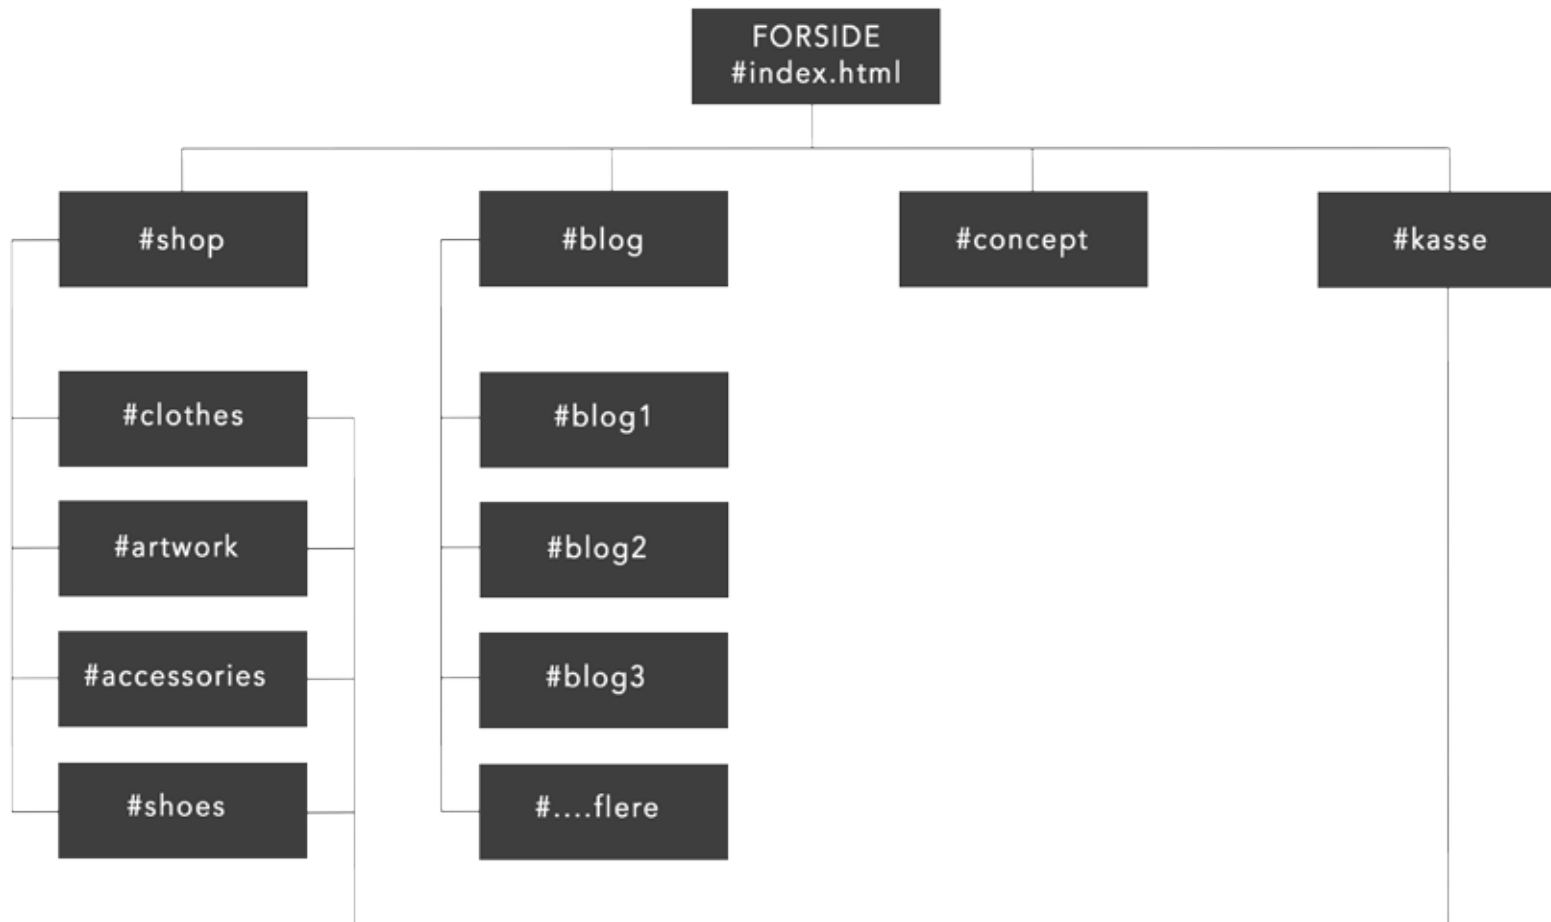 FORSIDE
#index.html
#shop
#blog
#concept
#kasse
#clothes
#blog1
#artwork
#blog2
#accessories
#blog3
#shoes
#....flere